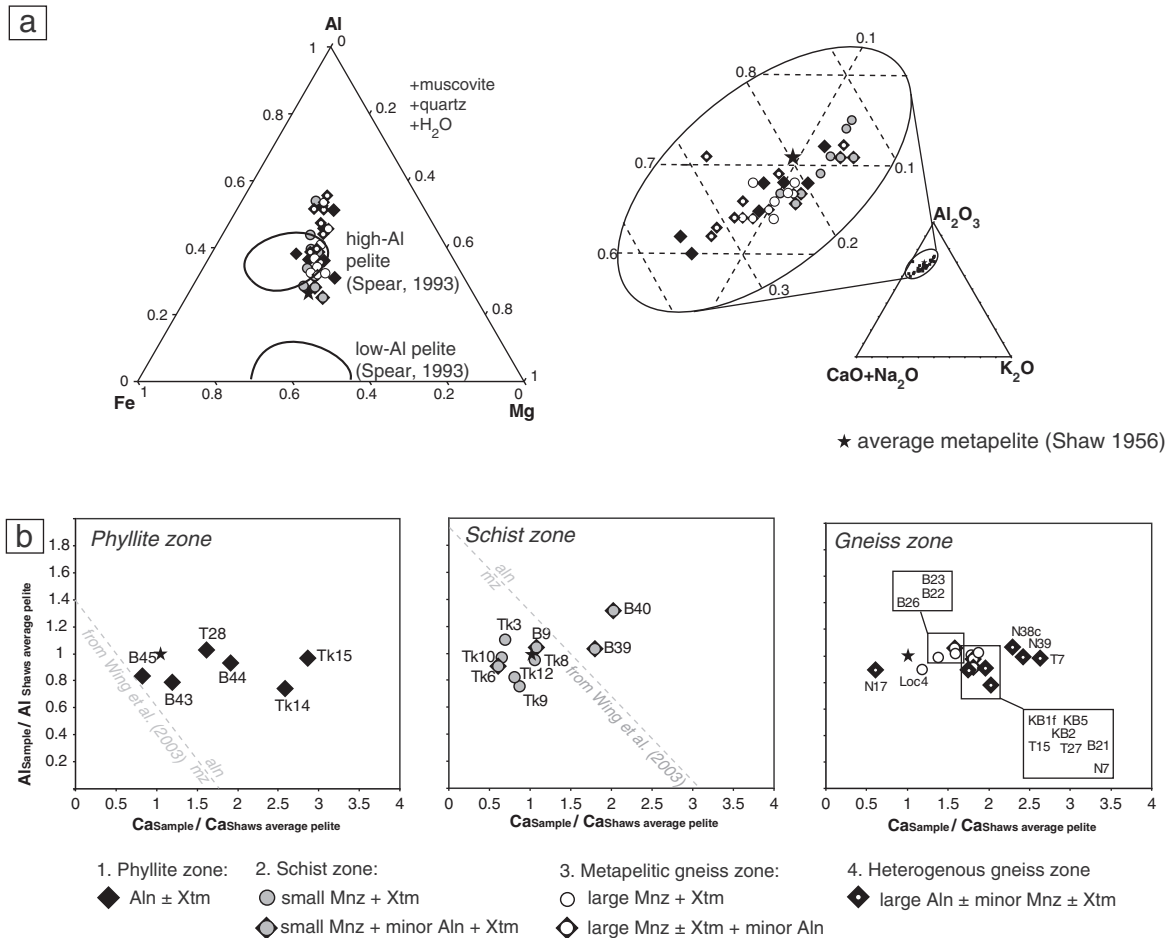 a
Al
1
0
0.8
0.2
0.6
0.4
0.4
0.6
0.2
0.8
0
1
Fe
1
0.8
0.6
0.4
0.2
0
Mg
+muscovite
+quartz
+H2O
high-Al
pelite
(Spear, 1993)
low-Al pelite
(Spear, 1993)
0.1
0.8
0.7
0.1
0.6
0.2
0.3
Al2O3
CaO+Na2O
K2O
★ average metapelite (Shaw 1956)
b
Phyllite zone
1.8
1.6
1.4
1.2
1.0
0.8
0.6
0.4
0.2
AlSample/ Al Shaws average pelite
T28
B45
B43
B44
Tk15
Tk14
from Wing et al. (2003)
aln
mz
0 0.5 1 1.5 2 2.5 3 3.5 4
CaSample/ CaShaws average pelite
Schist zone
aln
mz
Tk3
B9
B40
B39
Tk10
Tk8
Tk6
Tk12
Tk9
from Wing et al. (2003)
0 0.5 1 1.5 2 2.5 3 3.5 4
CaSample/ CaShaws average pelite
Gneiss zone
B23
B22
B26
N38c
N39
T7
N17
Loc4
KB1f KB5
KB2
T15 T27 B21
N7
0 0.5 1 1.5 2 2.5 3 3.5 4
CaSample/ CaShaws average pelite
1. Phyllite zone:
Aln ± Xtm
2. Schist zone:
small Mnz + Xtm
small Mnz + minor Aln + Xtm
3. Metapelitic gneiss zone:
large Mnz + Xtm
large Mnz ± Xtm + minor Aln
4. Heterogenous gneiss zone
large Aln ± minor Mnz ± Xtm